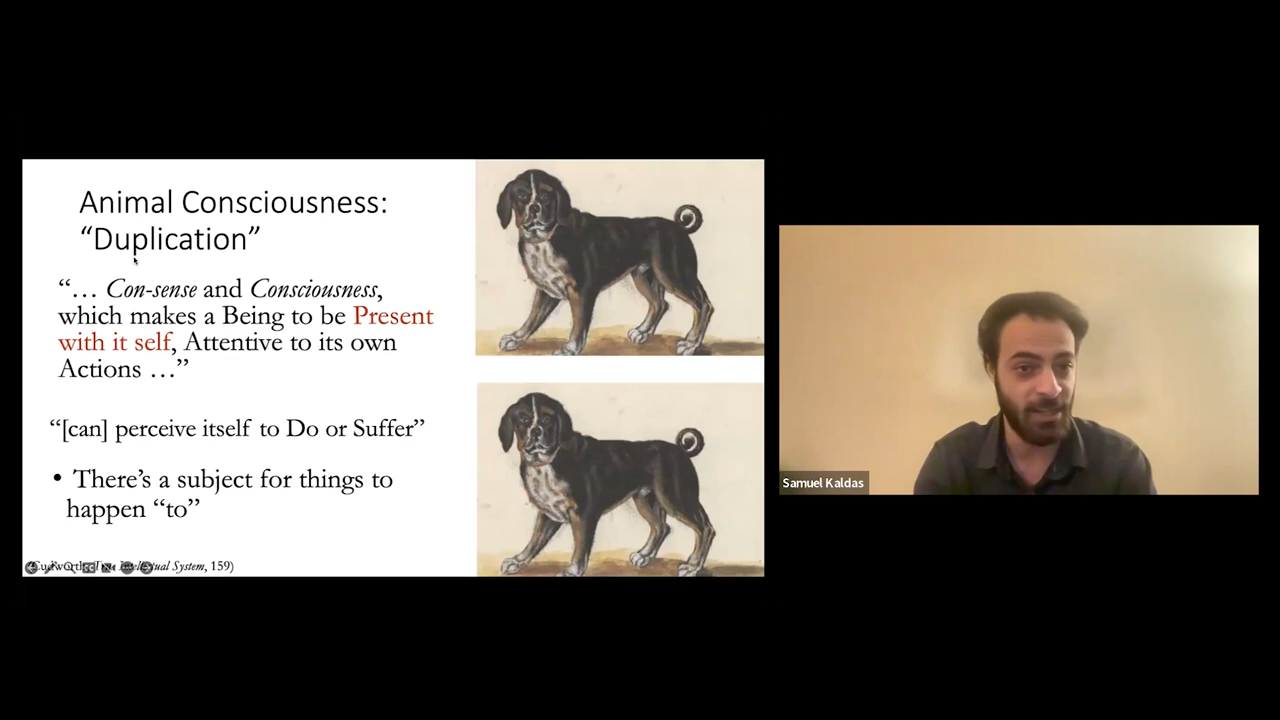 Animal Consciousness:
“Duplication”
“… Con-sense and Consciousness,
which makes a Being to be Present
with it self, Attentive to its own
Actions …”
“[can] perceive itself to Do or Suffer”
• There’s a subject for things to
happen “to”
System, 159)
Samuel Kaldas